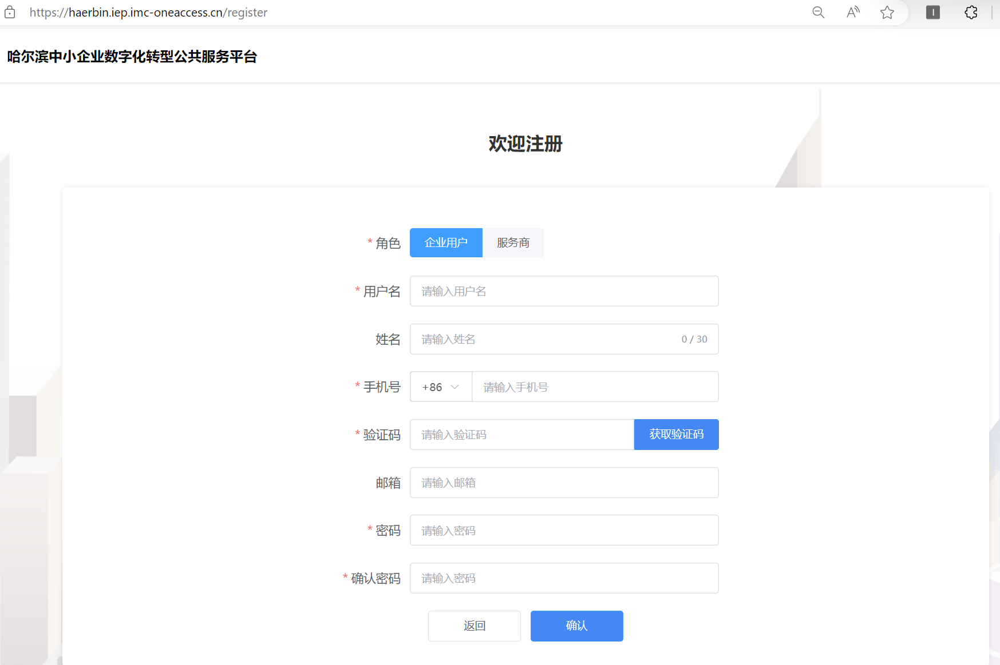 https://haerbin.iep.imc-oneaccess.cn/register
哈尔滨中小企业数字化转型公共服务平台
欢迎注册
* 角色 企业用户 服务商
* 用户名 请输入用户名
姓名 请输入姓名 0 / 30
* 手机号 +86 请输入手机号
* 验证码 请输入验证码 获取验证码
邮箱 请输入邮箱
* 密码 请输入密码
* 确认密码 请输入密码
返回 确认